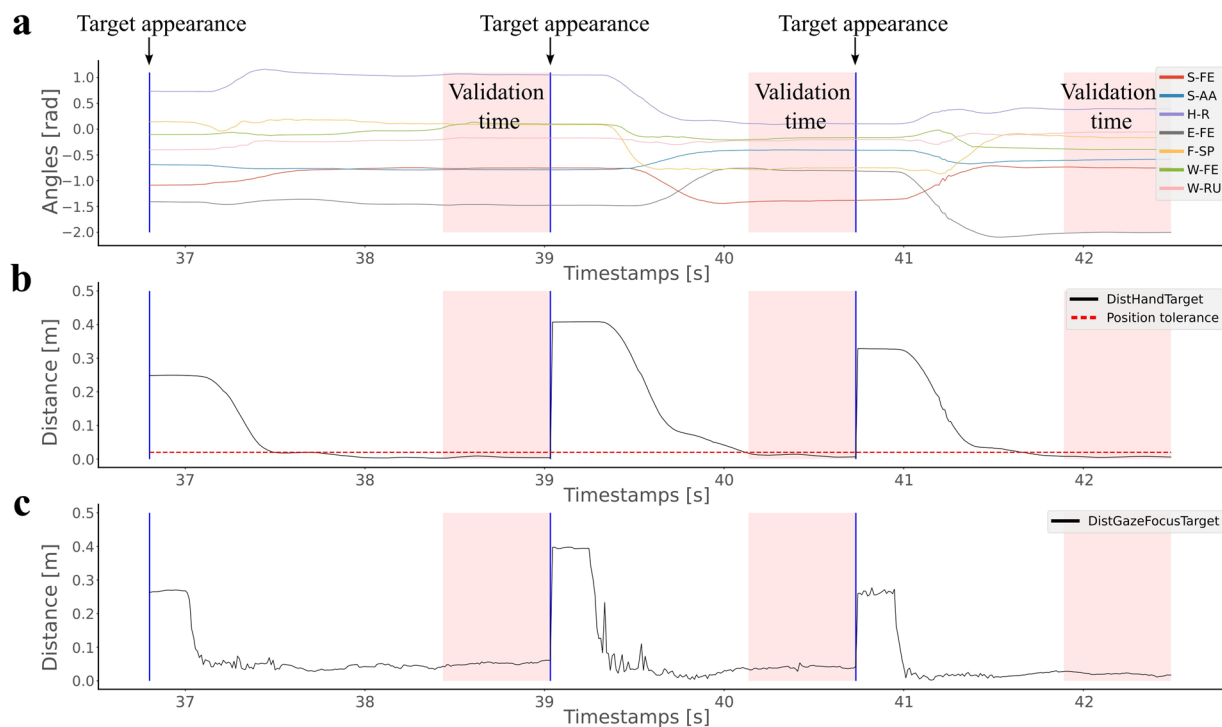 a
Target appearance
Target appearance
Target appearance
Angles [rad]
1.0
0.5
0.0
−0.5
−1.0
−1.5
−2.0
Validation
time
Validation
time
Validation
time
S-FE
S-AA
H-R
E-FE
F-SP
W-FE
W-RU
37
38
39
40
41
42
Timestamps [s]
b
Distance [m]
0.5
0.4
0.3
0.2
0.1
0.0
DistHandTarget
Position tolerance
37
38
39
40
41
42
Timestamps [s]
c
Distance [m]
0.5
0.4
0.3
0.2
0.1
0.0
DistGazeFocusTarget
37
38
39
40
41
42
Timestamps [s]